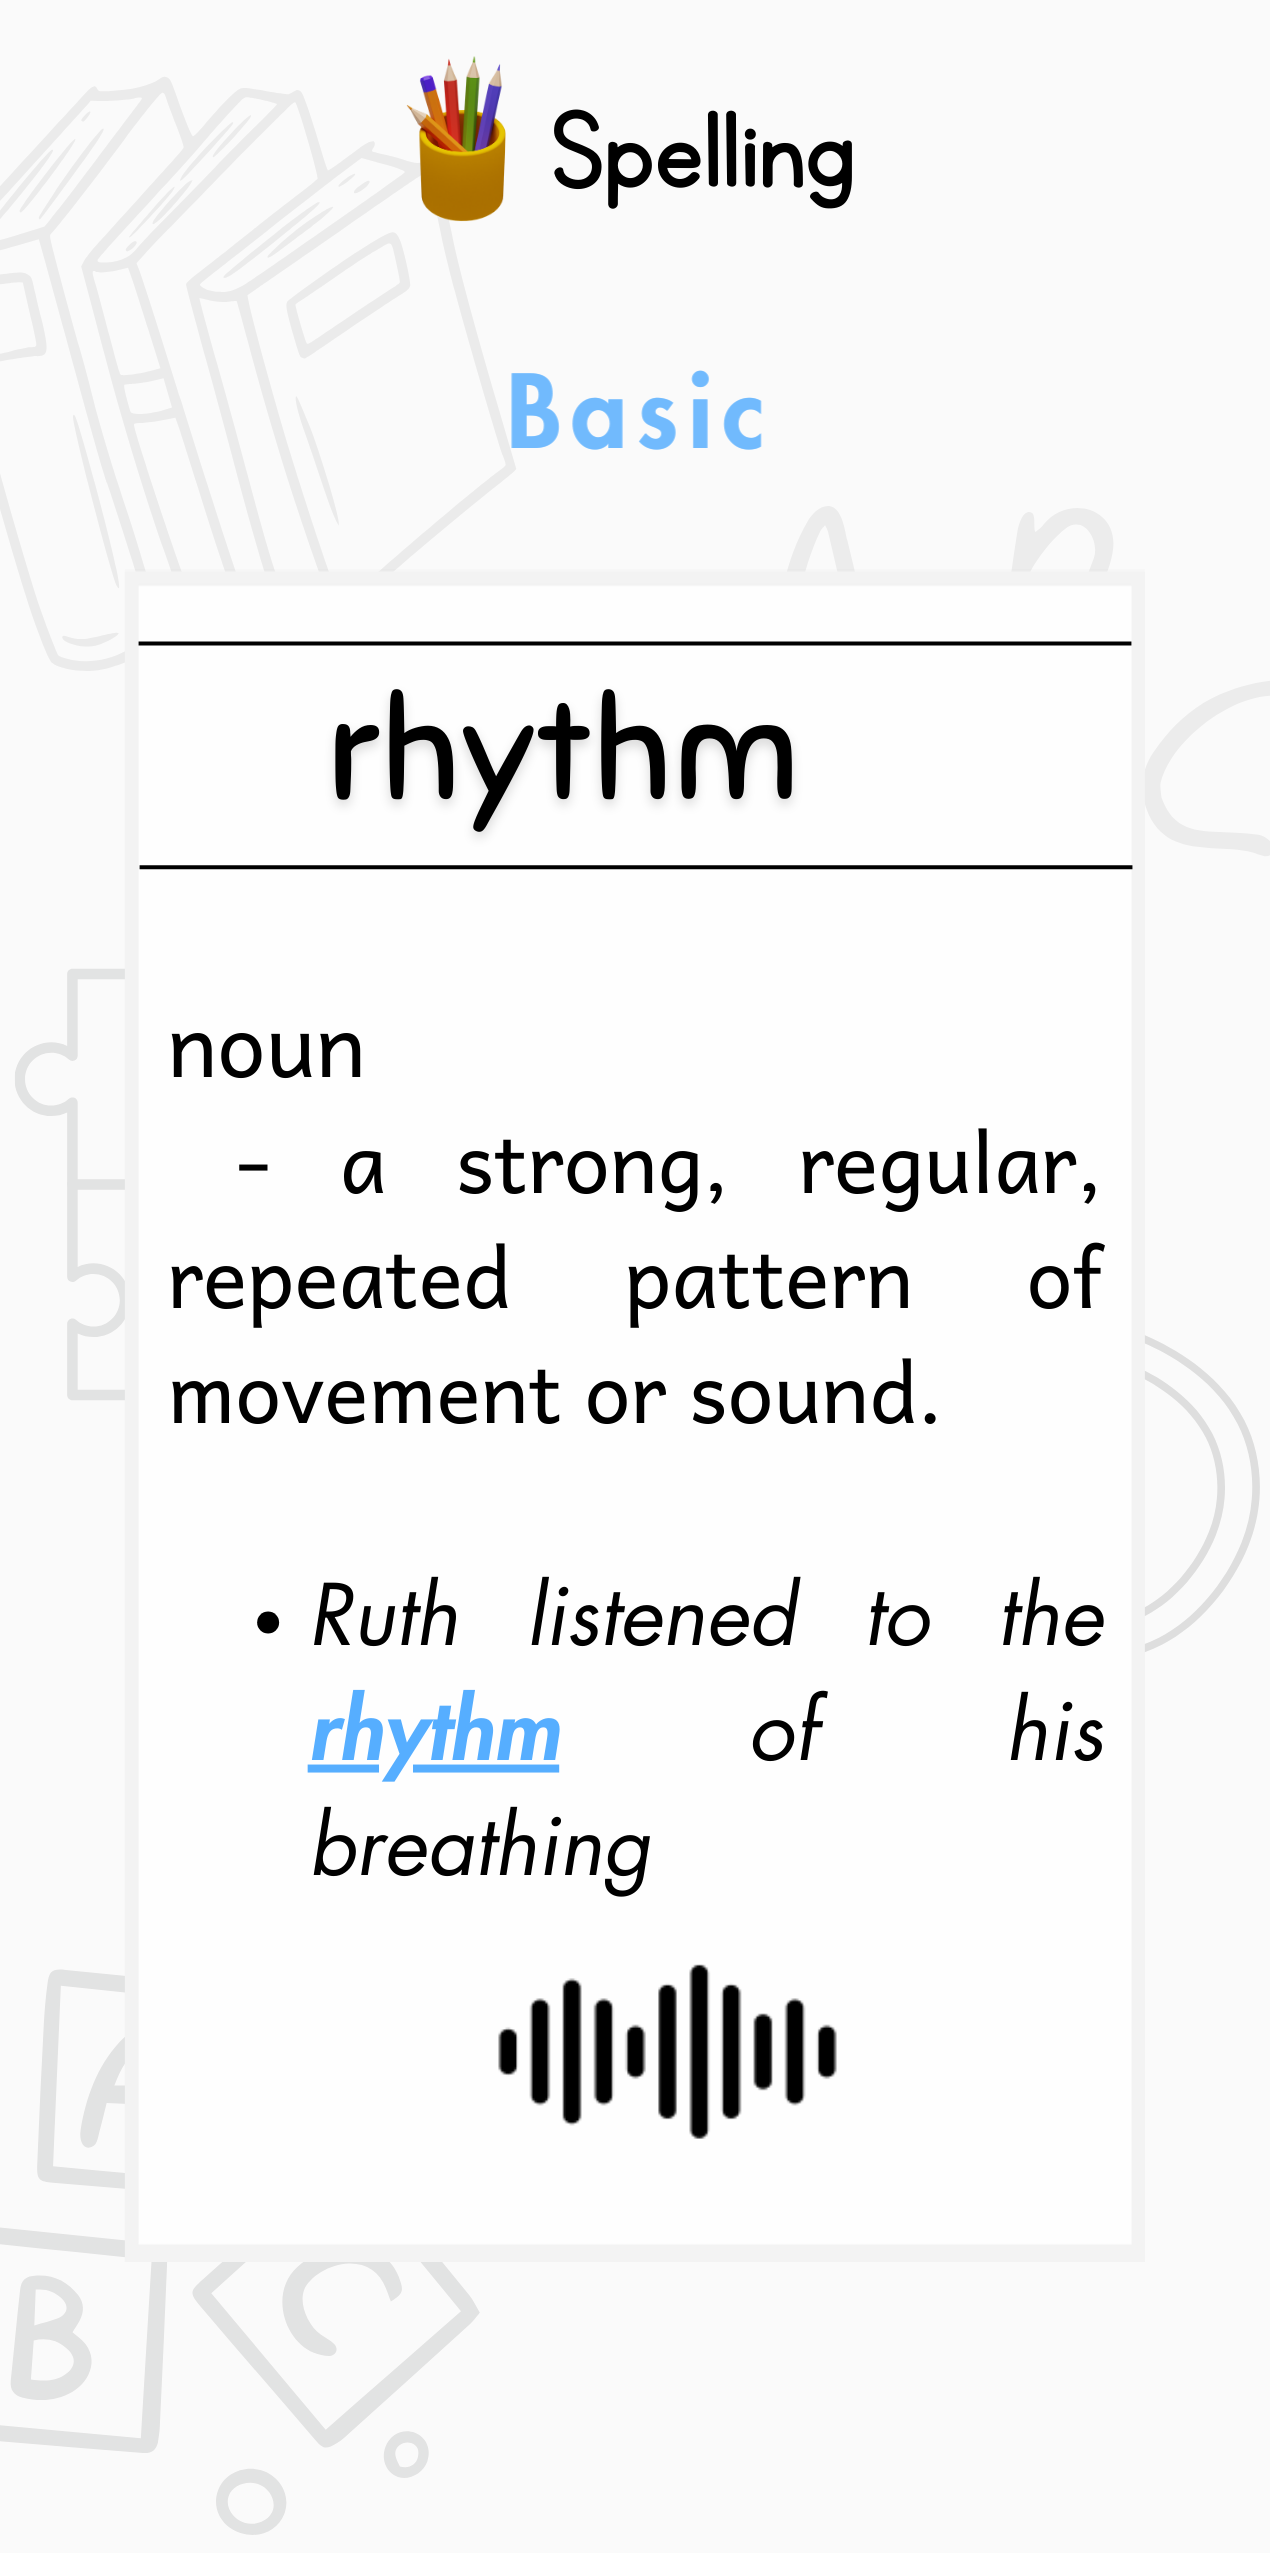 Spelling
Basic
rhythm
noun
- a strong, regular,
repeated pattern of
movement or sound.
• Ruth listened to the
rhythm of his
breathing
A
B
C